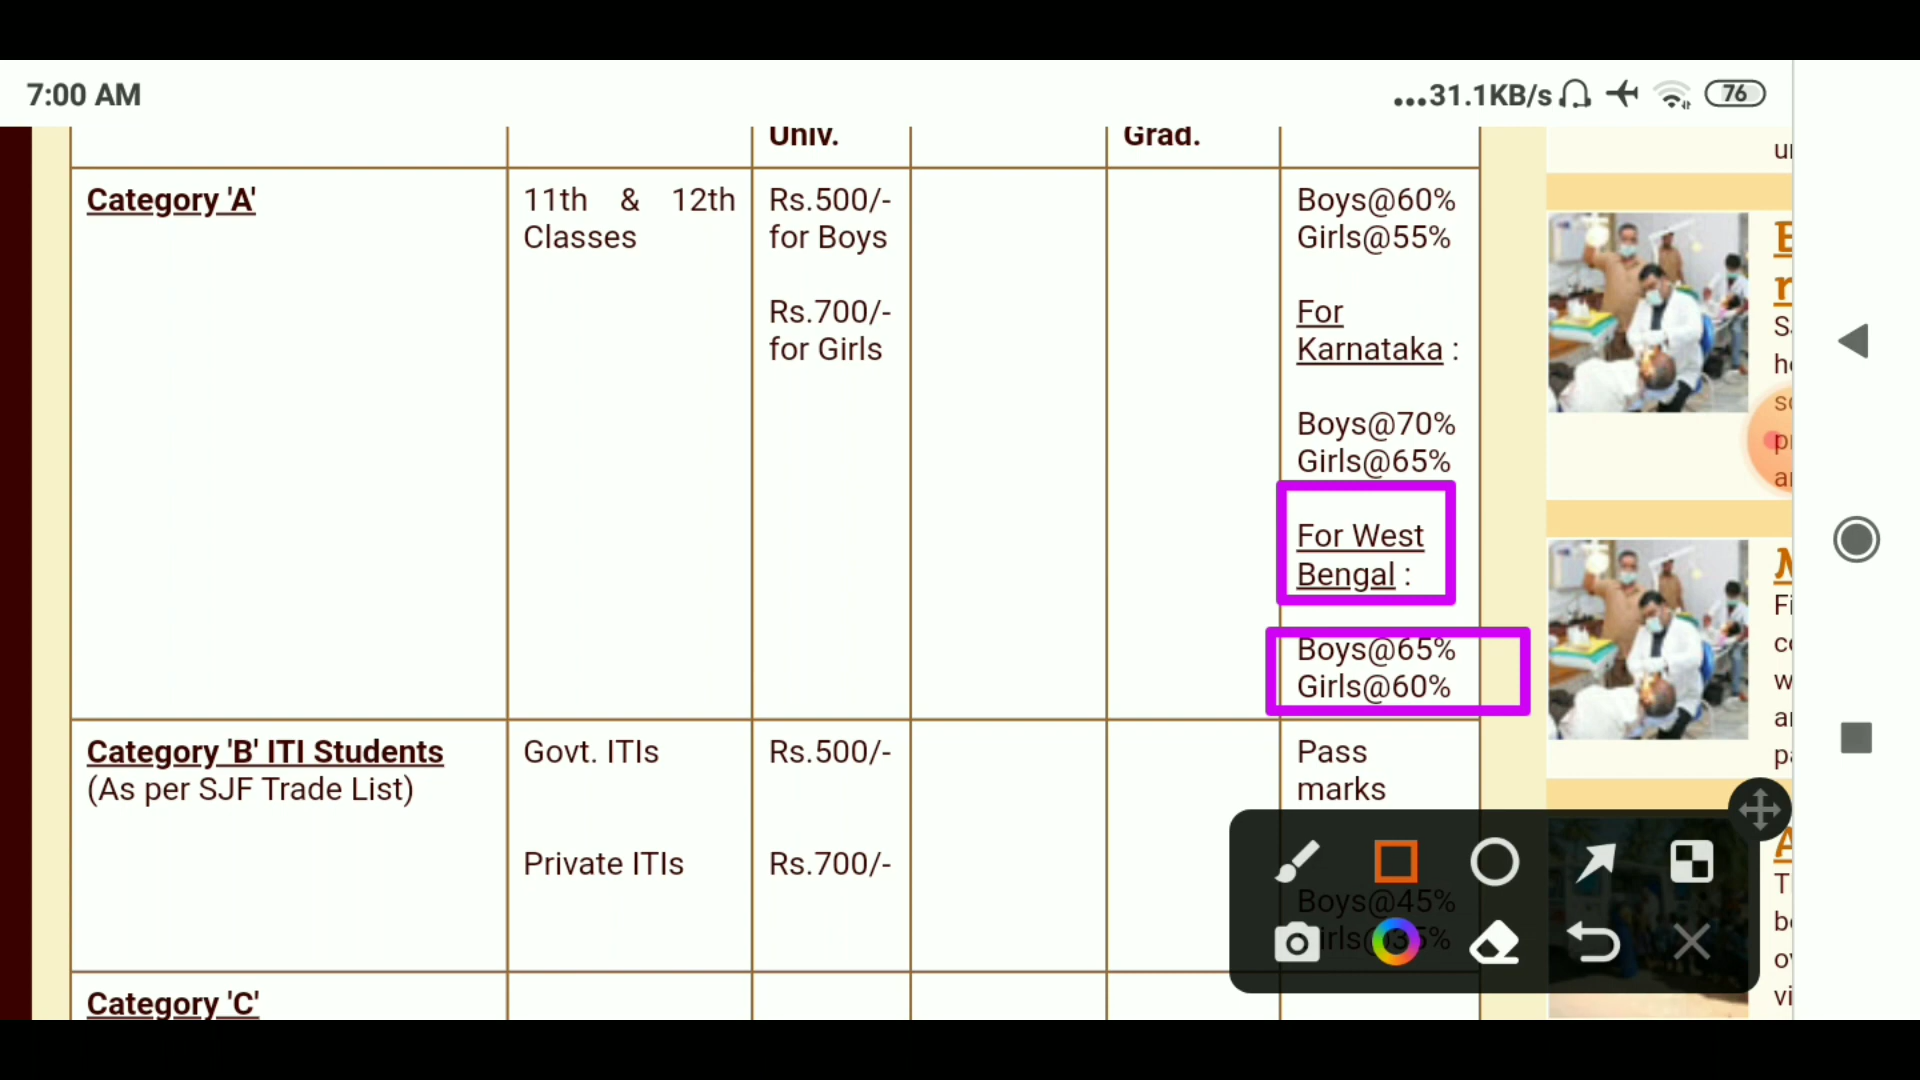 7:00 AM
...31.1KB/s
76
Univ.
Grad.
Category 'A'
11th & 12th
Classes
Rs.500/-
for Boys
Rs.700/-
for Girls
Boys@60%
Girls@55%
For
Karnataka :
Boys@70%
Girls@65%
For West
Bengal :
Boys@65%
Girls@60%
Category 'B' ITI Students
(As per SJF Trade List)
Govt. ITIs
Rs.500/-
Private ITIs
Rs.700/-
Pass
marks
Boys@45%
Girls@35%
Category 'C'